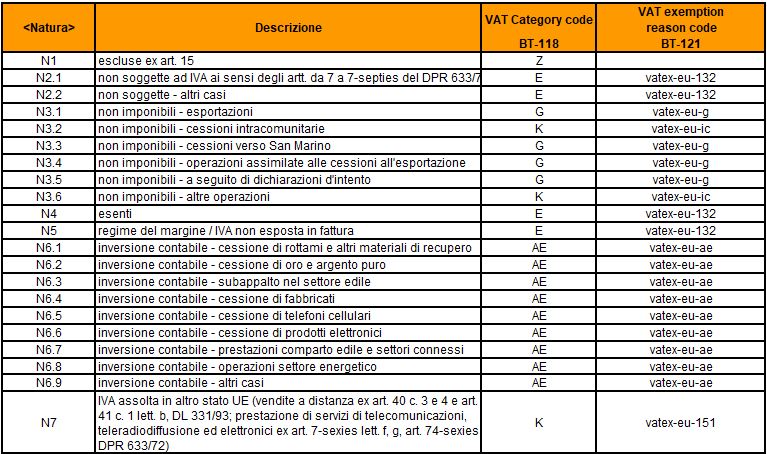 <Natura> Descrizione VAT Category code BT-118 VAT exemption reason code BT-121
N1 escluse ex art. 15 Z
N2.1 non soggette ad IVA ai sensi degli artt. da 7 a 7-septies del DPR 633/7 E vatex-eu-132
N2.2 non soggette - altri casi E vatex-eu-132
N3.1 non imponibili - esportazioni G vatex-eu-g
N3.2 non imponibili - cessioni intracomunitarie K vatex-eu-ic
N3.3 non imponibili - cessioni verso San Marino G vatex-eu-g
N3.4 non imponibili - operazioni assimilate alle cessioni all'esportazione G vatex-eu-g
N3.5 non imponibili - a seguito di dichiarazioni d'intento G vatex-eu-g
N3.6 non imponibili - altre operazioni K vatex-eu-ic
N4 esenti E vatex-eu-132
N5 regime del margine / IVA non esposta in fattura E vatex-eu-132
N6.1 inversione contabile - cessione di rottami e altri materiali di recupero AE vatex-eu-ae
N6.2 inversione contabile - cessione di oro e argento puro AE vatex-eu-ae
N6.3 inversione contabile - subappalto nel settore edile AE vatex-eu-ae
N6.4 inversione contabile - cessione di fabbricati AE vatex-eu-ae
N6.5 inversione contabile - cessione di telefoni cellulari AE vatex-eu-ae
N6.6 inversione contabile - cessione di prodotti elettronici AE vatex-eu-ae
N6.7 inversione contabile - prestazioni comparto edile e settori connessi AE vatex-eu-ae
N6.8 inversione contabile - operazioni settore energetico AE vatex-eu-ae
N6.9 inversione contabile - altri casi AE vatex-eu-ae
N7 IVA assolta in altro stato UE (vendite a distanza ex art. 40 c. 3 e 4 e art.
41 c. 1 lett. b, DL 331/93; prestazione di servizi di telecomunicazioni,
teleradiodiffusione ed elettronici ex art. 7-sexies lett. f, g, art. 74-sexies
DPR 633/72) K vatex-eu-151